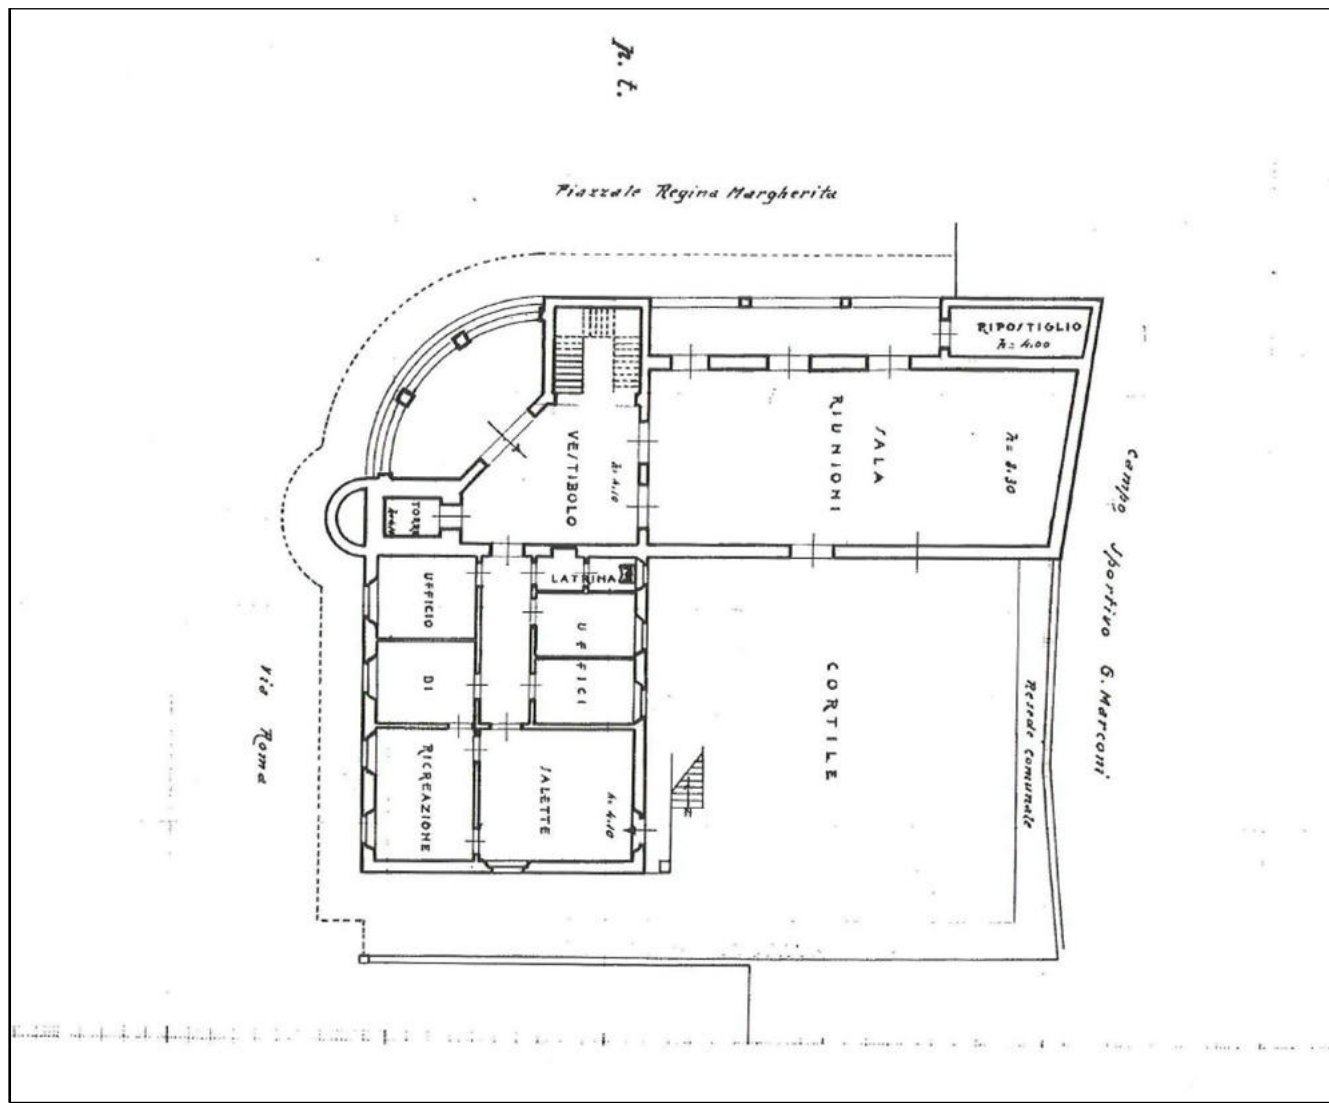 p. t.
Piazzale Regina Margherita
RIPOSTIGLIO
h = 4.00
SALA
RIUNIONI
h = 8.30
VESTIBOLO
h. 4.10
TORRE
LATRINA
UFFICIO
DI
RICREAZIONE
UFFICI
SALETTE
h. 4.10
CORTILE
Resede Comunale
Campo Sportivo G. Marconi
Via Roma